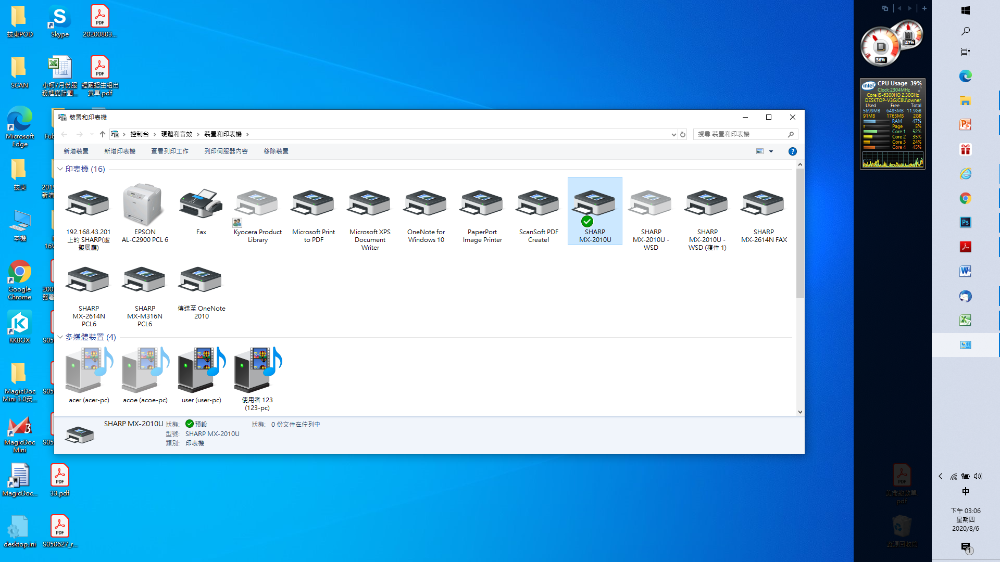 技東POD
Skype
20200803...
SCAN
小柯7月份服
務進度計劃...
經國招生組出
貨單.pdf
Microsoft
Edge
Fub
技東
2019
新增
本機
16V
Google
Chrome
200
務署
KKBOX
S05
MagicDoc
Mini 3.0安...
S05
MagicDoc
Mini
S05
MagicDoc...
33.pdf
desktop.ini
S050627_r...
裝置和印表機
控制台
硬體和音效
裝置和印表機
搜尋 裝置和印表機
新增裝置
新增印表機
查看列印工作
列印伺服器內容
移除裝置
印表機 (16)
192.168.43.201
上的 SHARP(虛
擬展廳)
EPSON
AL-C2900 PCL 6
Fax
Kyocera Product
Library
Microsoft Print
to PDF
Microsoft XPS
Document
Writer
OneNote for
Windows 10
PaperPort
Image Printer
ScanSoft PDF
Create!
SHARP
MX-2010U
SHARP
MX-2010U -
WSD
SHARP
MX-2010U -
WSD (複件 1)
SHARP
MX-2614N FAX
SHARP
MX-2614N
PCL6
SHARP
MX-M316N
PCL6
傳送至 OneNote
2010
多媒體裝置 (4)
acer (acer-pc)
acoe (acoe-pc)
user (user-pc)
使用者 123
(123-pc)
SHARP MX-2010U
狀態: 預設
型號: SHARP MX-2010U
類別: 印表機
狀態: 0 份文件在佇列中
47%
36%
intel
CPU Usage 39%
Clock:2304MHz
Core i5-6300HQ 2.30GHz
DESKTOP-V3GJC8U\owner
Used Free Total
5699MB 6485MB 11.9GB
91MB 1765MB 2GB
RAM 47%
Page 5%
Core 1 52%
Core 2 35%
Core 3 24%
Core 4 45%
美侖謝款單.
pdf
資源回收筒
中
下午 03:06
星期四
2020/8/6
1